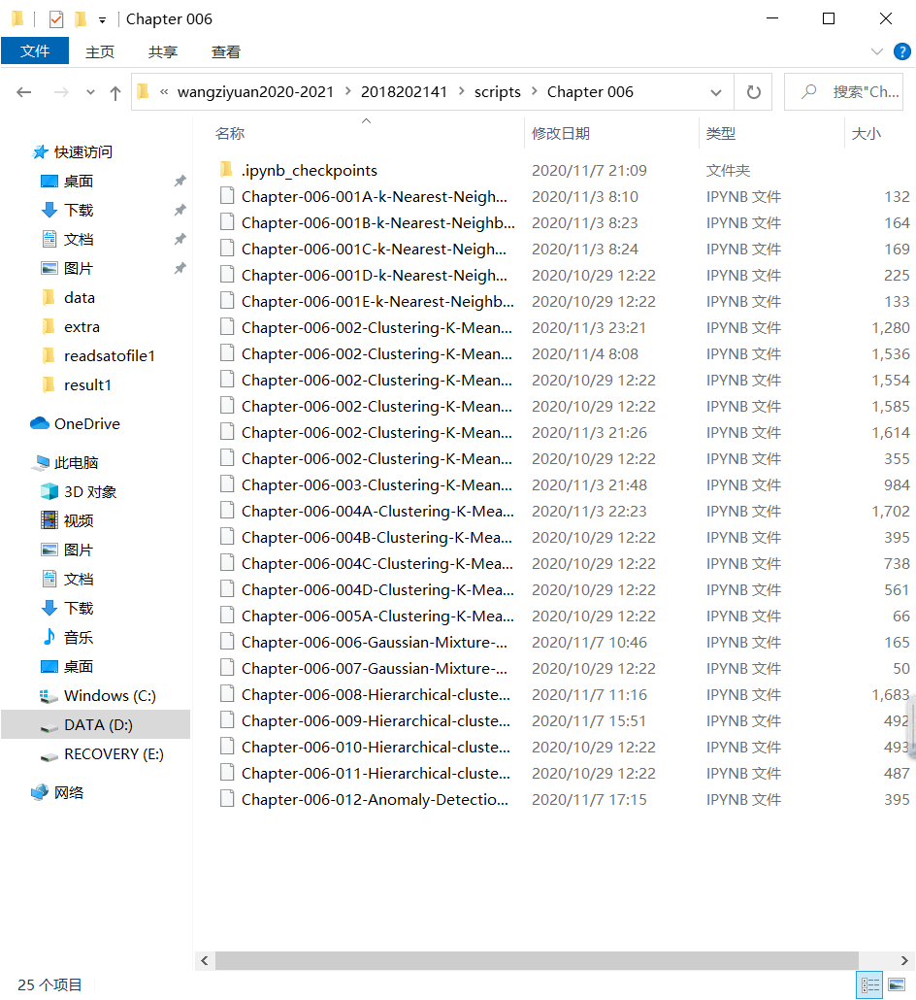 Chapter 006
文件 主页 共享 查看
« wangziyuan2020-2021 > 2018202141 > scripts > Chapter 006 搜索"Ch...
名称 修改日期 类型 大小
快速访问
桌面
下载
文档
图片
data
extra
readsatofile1
result1
OneDrive
此电脑
3D 对象
视频
图片
文档
下载
音乐
桌面
Windows (C:)
DATA (D:)
RECOVERY (E:)
网络
.ipynb_checkpoints 2020/11/7 21:09 文件夹
Chapter-006-001A-k-Nearest-Neigh... 2020/11/3 8:10 IPYNB 文件 132
Chapter-006-001B-k-Nearest-Neighb... 2020/11/3 8:23 IPYNB 文件 164
Chapter-006-001C-k-Nearest-Neigh... 2020/11/3 8:24 IPYNB 文件 169
Chapter-006-001D-k-Nearest-Neigh... 2020/10/29 12:22 IPYNB 文件 225
Chapter-006-001E-k-Nearest-Neighb... 2020/10/29 12:22 IPYNB 文件 133
Chapter-006-002-Clustering-K-Mean... 2020/11/3 23:21 IPYNB 文件 1,280
Chapter-006-002-Clustering-K-Mean... 2020/11/4 8:08 IPYNB 文件 1,536
Chapter-006-002-Clustering-K-Mean... 2020/10/29 12:22 IPYNB 文件 1,554
Chapter-006-002-Clustering-K-Mean... 2020/10/29 12:22 IPYNB 文件 1,585
Chapter-006-002-Clustering-K-Mean... 2020/11/3 21:26 IPYNB 文件 1,614
Chapter-006-002-Clustering-K-Mean... 2020/10/29 12:22 IPYNB 文件 355
Chapter-006-003-Clustering-K-Mean... 2020/11/3 21:48 IPYNB 文件 984
Chapter-006-004A-Clustering-K-Mea... 2020/11/3 22:23 IPYNB 文件 1,702
Chapter-006-004B-Clustering-K-Mea... 2020/10/29 12:22 IPYNB 文件 395
Chapter-006-004C-Clustering-K-Mea... 2020/10/29 12:22 IPYNB 文件 738
Chapter-006-004D-Clustering-K-Mea... 2020/10/29 12:22 IPYNB 文件 561
Chapter-006-005A-Clustering-K-Mea... 2020/10/29 12:22 IPYNB 文件 66
Chapter-006-006-Gaussian-Mixture-... 2020/11/7 10:46 IPYNB 文件 165
Chapter-006-007-Gaussian-Mixture-... 2020/10/29 12:22 IPYNB 文件 50
Chapter-006-008-Hierarchical-cluste... 2020/11/7 11:16 IPYNB 文件 1,683
Chapter-006-009-Hierarchical-cluste... 2020/11/7 15:51 IPYNB 文件 492
Chapter-006-010-Hierarchical-cluste... 2020/10/29 12:22 IPYNB 文件 493
Chapter-006-011-Hierarchical-cluste... 2020/10/29 12:22 IPYNB 文件 487
Chapter-006-012-Anomaly-Detectio... 2020/11/7 17:15 IPYNB 文件 395
25 个项目